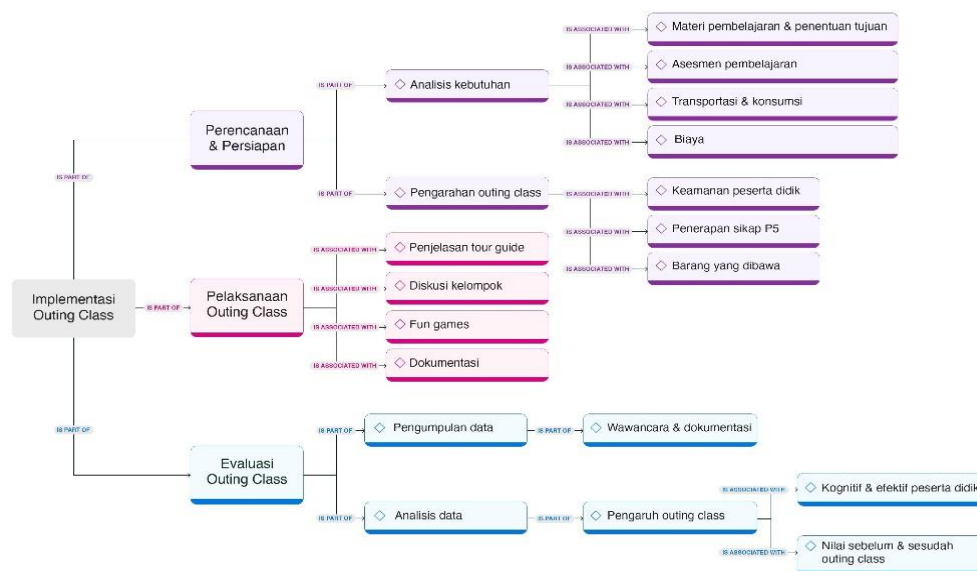 Implementasi
Outing Class
IS PART OF
Perencanaan
& Persiapan
IS PART OF
Analisis kebutuhan
IS ASSOCIATED WITH
Materi pembelajaran & penentuan tujuan
IS ASSOCIATED WITH
Asesmen pembelajaran
IS ASSOCIATED WITH
Transportasi & konsumsi
IS ASSOCIATED WITH
Biaya
IS PART OF
Pengarahan outing class
IS ASSOCIATED WITH
Keamanan peserta didik
IS ASSOCIATED WITH
Penerapan sikap P5
IS ASSOCIATED WITH
Barang yang dibawa
IS PART OF
Pelaksanaan
Outing Class
IS ASSOCIATED WITH
Penjelasan tour guide
IS ASSOCIATED WITH
Diskusi kelompok
IS ASSOCIATED WITH
Fun games
IS ASSOCIATED WITH
Dokumentasi
IS PART OF
Evaluasi
Outing Class
IS PART OF
Pengumpulan data
IS PART OF
Wawancara & dokumentasi
IS PART OF
Analisis data
IS PART OF
Pengaruh outing class
IS ASSOCIATED WITH
Kognitif & efektif peserta didik
IS ASSOCIATED WITH
Nilai sebelum & sesudah
outing class